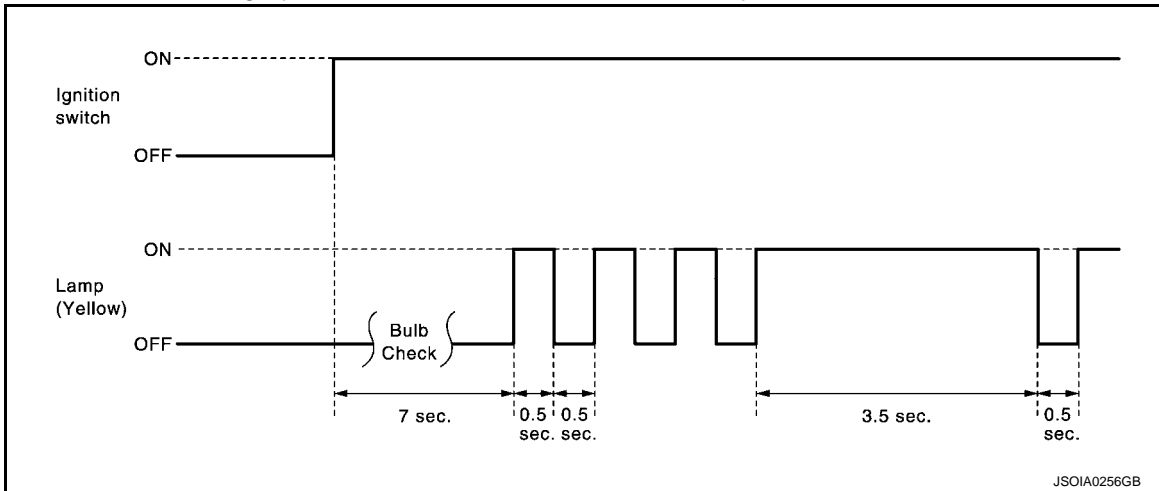 ON
Ignition
switch
OFF
ON
Lamp
(Yellow)
OFF
Bulb
Check
7 sec.
0.5 0.5
sec. sec.
3.5 sec.
0.5
sec.
JSOIA0256GB